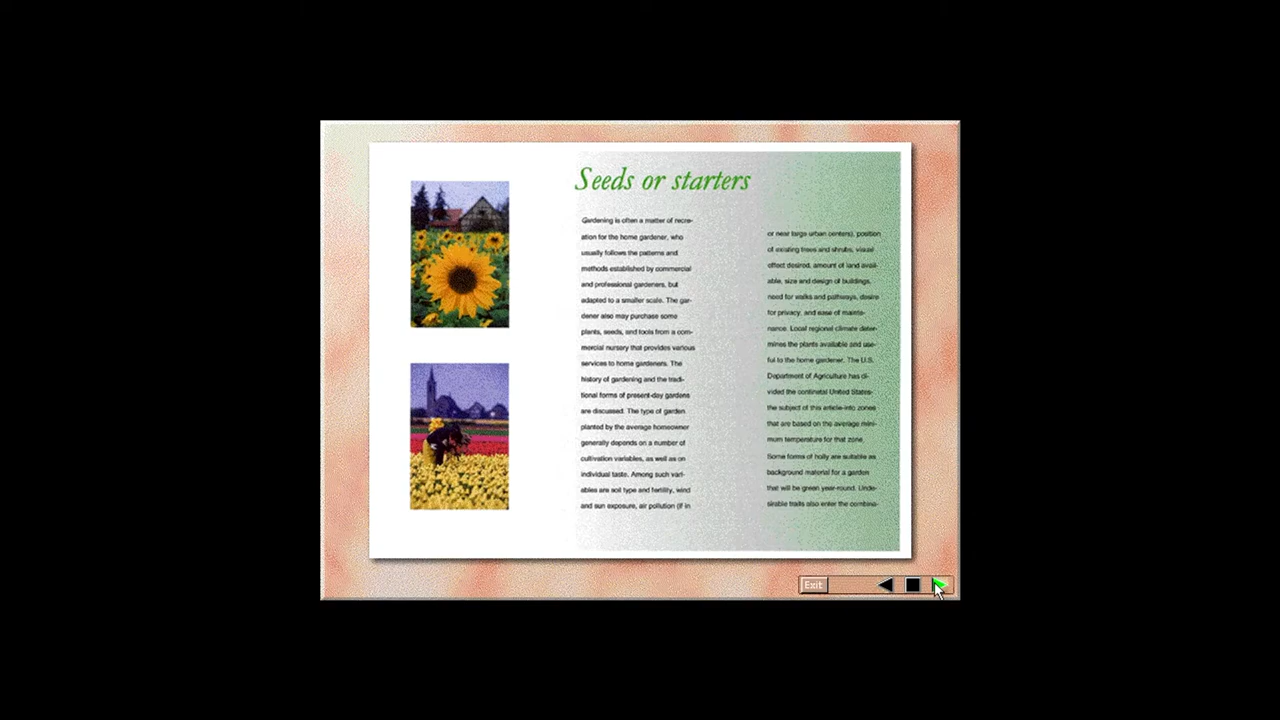 Seeds or starters
Gardening is often a matter of recre-
ation for the home gardener, who
usually follows the patterns and
methods established by commercial
and professional gardeners, but
adapted to a smaller scale. The gar-
dener also may purchase some
plants, seeds, and tools from a com-
mercial nursery that provides various
services to home gardeners. The
history of gardening and the tradi-
tional forms of present-day gardens
are discussed. The type of garden
planted by the average homeowner
generally depends on a number of
cultivation variables, as well as on
individual taste. Among such vari-
ables are soil type and fertility, wind
and sun exposure, air pollution (if in
or near large urban centers), position
of existing trees and shrubs, visual
effect desired, amount of land avail-
able, size and design of buildings,
need for walks and pathways, desire
for privacy, and ease of mainte-
nance. Local regional climate deter-
mines the plants available and use-
ful to the home gardener. The U.S.
Department of Agriculture has di-
vided the continetal United States-
the subject of this article-into zones
that are based on the average mini-
mum temperature for that zone.
Some forms of holly are suitable as
background material for a garden
that will be green year-round. Unde-
sirable traits also enter the combina-
Exit